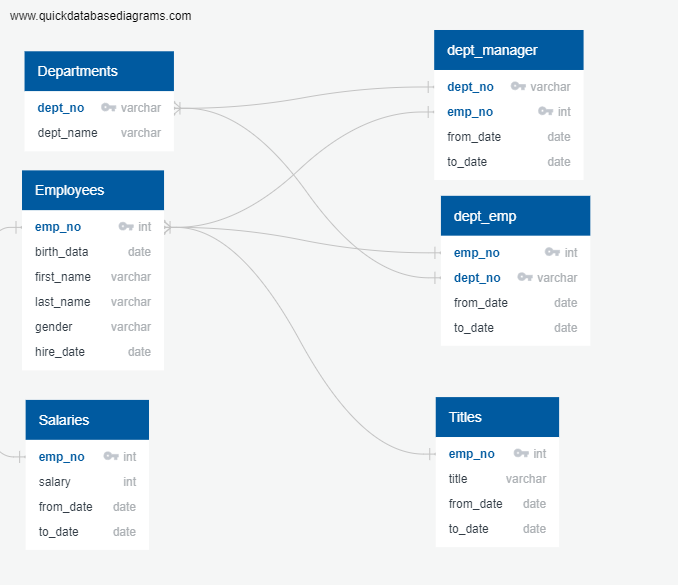 www.quickdatabasediagrams.com
Departments
dept_no varchar
dept_name varchar
Employees
emp_no int
birth_data date
first_name varchar
last_name varchar
gender varchar
hire_date date
Salaries
emp_no int
salary int
from_date date
to_date date
dept_manager
dept_no varchar
emp_no int
from_date date
to_date date
dept_emp
emp_no int
dept_no varchar
from_date date
to_date date
Titles
emp_no int
title varchar
from_date date
to_date date